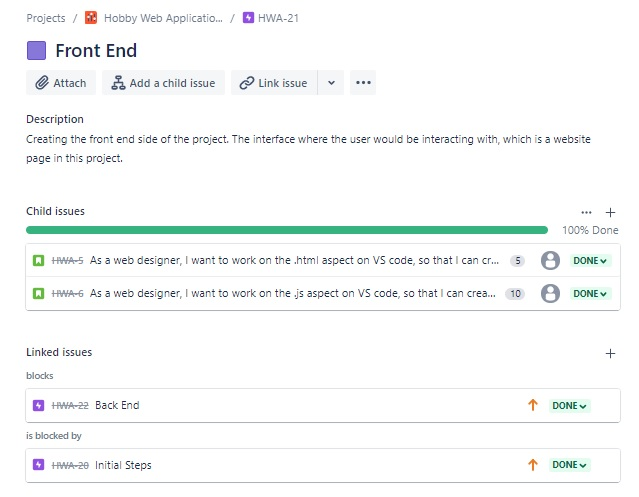 Projects / Hobby Web Applicatio... / HWA-21
Front End
Attach Add a child issue Link issue ...
Description
Creating the front end side of the project. The interface where the user would be interacting with, which is a website
page in this project.
Child issues ... +
100% Done
HWA-5 As a web designer, I want to work on the .html aspect on VS code, so that I can cr... 5 DONE
HWA-6 As a web designer, I want to work on the .js aspect on VS code, so that I can crea... 10 DONE
Linked issues +
blocks
HWA-22 Back End DONE
is blocked by
HWA-20 Initial Steps DONE